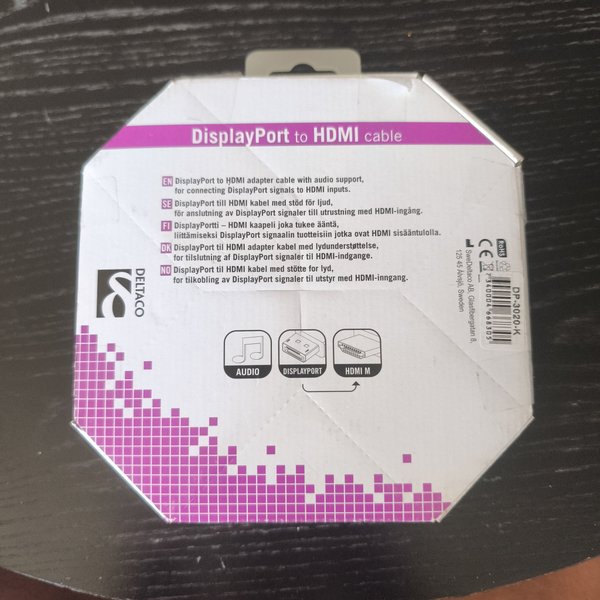 DisplayPort to HDMI cable
EN DisplayPort to HDMI adapter cable with audio support,
for connecting DisplayPort signals to HDMI inputs.
SE DisplayPort till HDMI kabel med stöd för ljud,
för anslutning av DisplayPort signaler till utrustning med HDMI-ingång.
FI DisplayPortti – HDMI kaapeli joka tukee ääntä,
liittämiseksi DisplayPort signaalin tuotteisiin jotka ovat HDMI sisääntulolla.
DK DisplayPort til HDMI adapter kabel med lydunderstøttelse,
for tilslutning af DisplayPort signaler til HDMI-indgange.
NO DisplayPort til HDMI kabel med stötte for lyd,
for tilkobling av DisplayPort signaler til utstyr med HDMI-inngang.
DELTACO
AUDIO
DISPLAYPORT
HDMI M
RoHS
CE
SweDeltaco AB, Glasfibergatan 8,
125 45 Älvsjö, Sweden
7340004668305
DP-3020-K